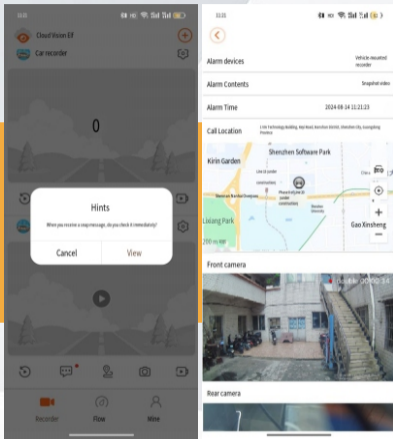 Cloud Vision Elf
Car recorder
0
Hints
When you receive a snap message, do you check it immediately?
Cancel
View
Recorder
Flow
Mine
Alarm devices
Vehicle mounted
recorder
Alarm Contents
Snapshot video
Alarm Time
2024-08-14 11:21:23
Call Location
Shenzhen Software Park
Kirin Garden
Lixiang Park
Gao Xinsheng
200
Front camera
Rear camera